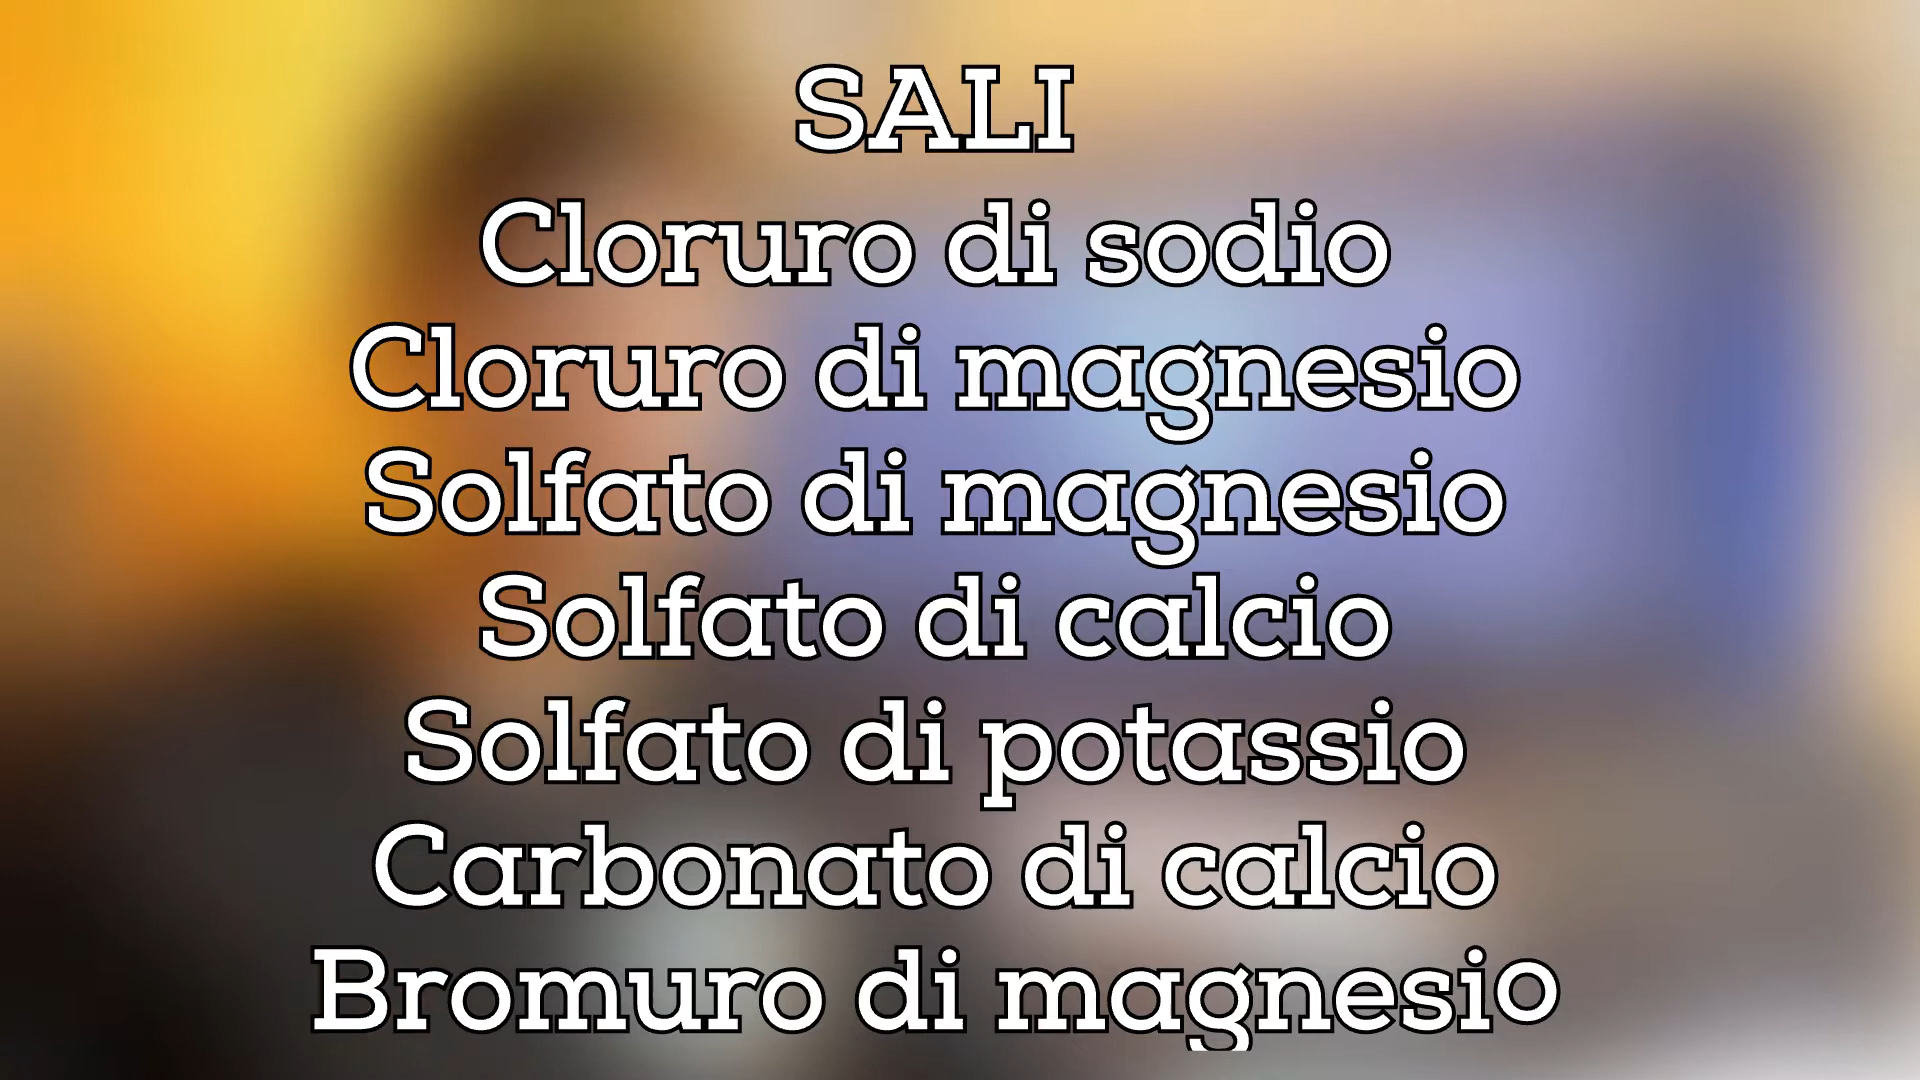 SALI
Cloruro di sodio
Cloruro di magnesio
Solfato di magnesio
Solfato di calcio
Solfato di potassio
Carbonato di calcio
Bromuro di magnesio